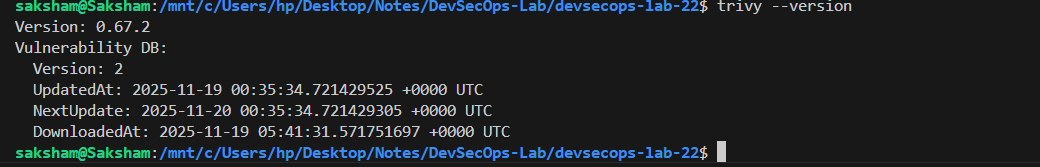 saksham@Saksham:/mnt/c/Users/hp/Desktop/Notes/DevSecOps-Lab/devsecops-lab-22$ trivy --version
Version: 0.67.2
Vulnerability DB:
  Version: 2
  UpdatedAt: 2025-11-19 00:35:34.721429525 +0000 UTC
  NextUpdate: 2025-11-20 00:35:34.721429305 +0000 UTC
  DownloadedAt: 2025-11-19 05:41:31.571751697 +0000 UTC
saksham@Saksham:/mnt/c/Users/hp/Desktop/Notes/DevSecOps-Lab/devsecops-lab-22$